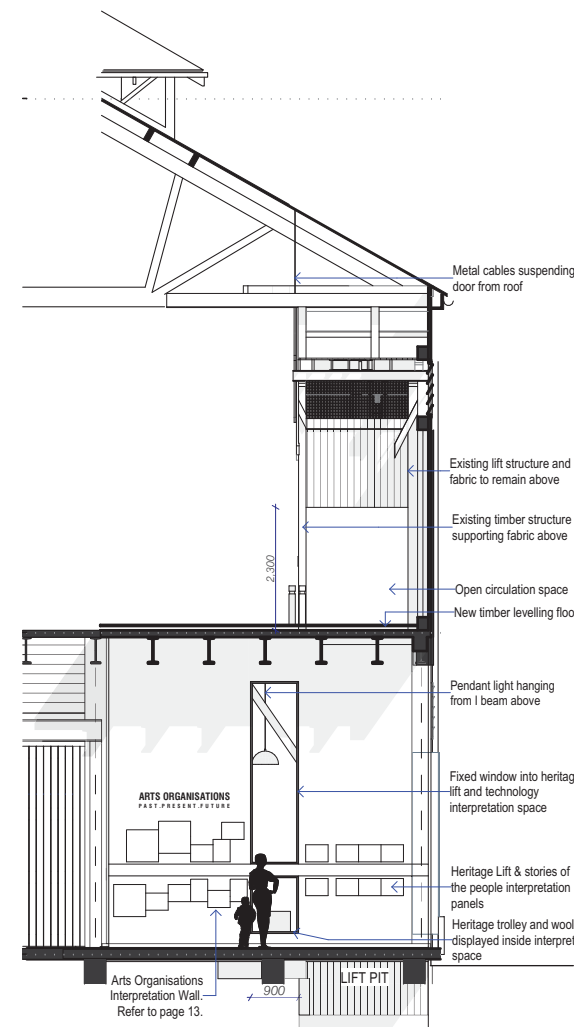 Metal cables suspending
door from roof
Existing lift structure and
fabric to remain above
Existing timber structure
supporting fabric above
2,300
Open circulation space
New timber levelling floo
Pendant light hanging
from I beam above
Fixed window into heritag
lift and technology
interpretation space
ARTS ORGANISATIONS
PAST.PRESENT.FUTURE
Heritage Lift & stories of
the people interpretation
panels
Heritage trolley and wool
displayed inside interpret
space
Arts Organisations
Interpretation Wall.
Refer to page 13.
900
LIFT PIT